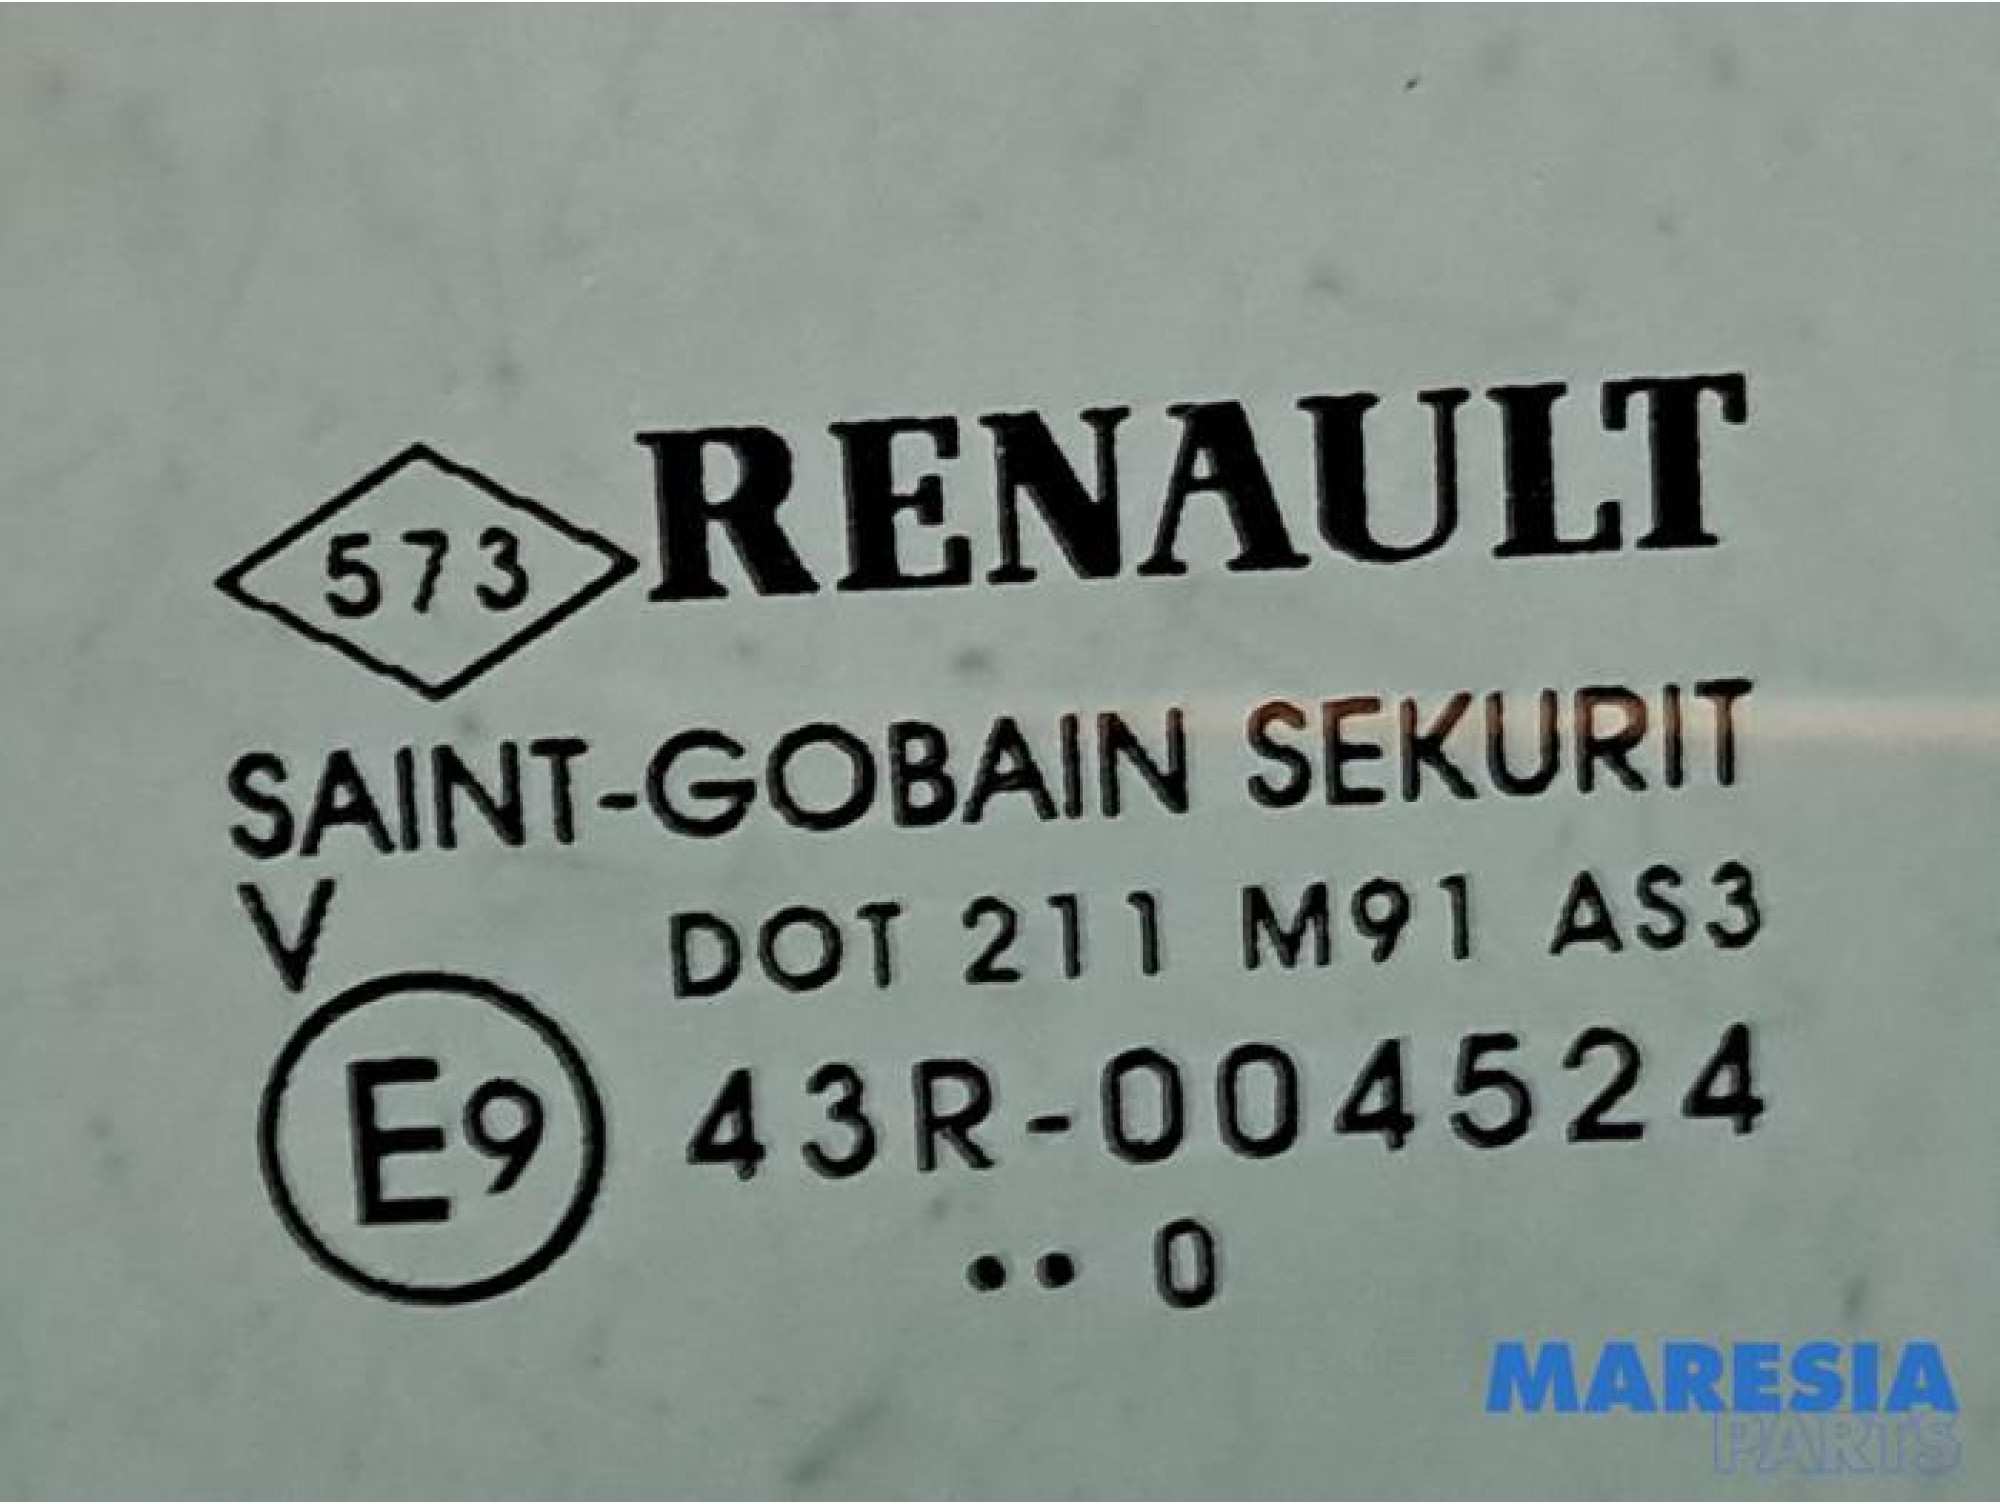 573 RENAULT
SAINT-GOBAIN SEKURIT
V DOT 211 M91 AS3
E9 43R-004524
•• 0
MARESIA
PARTS